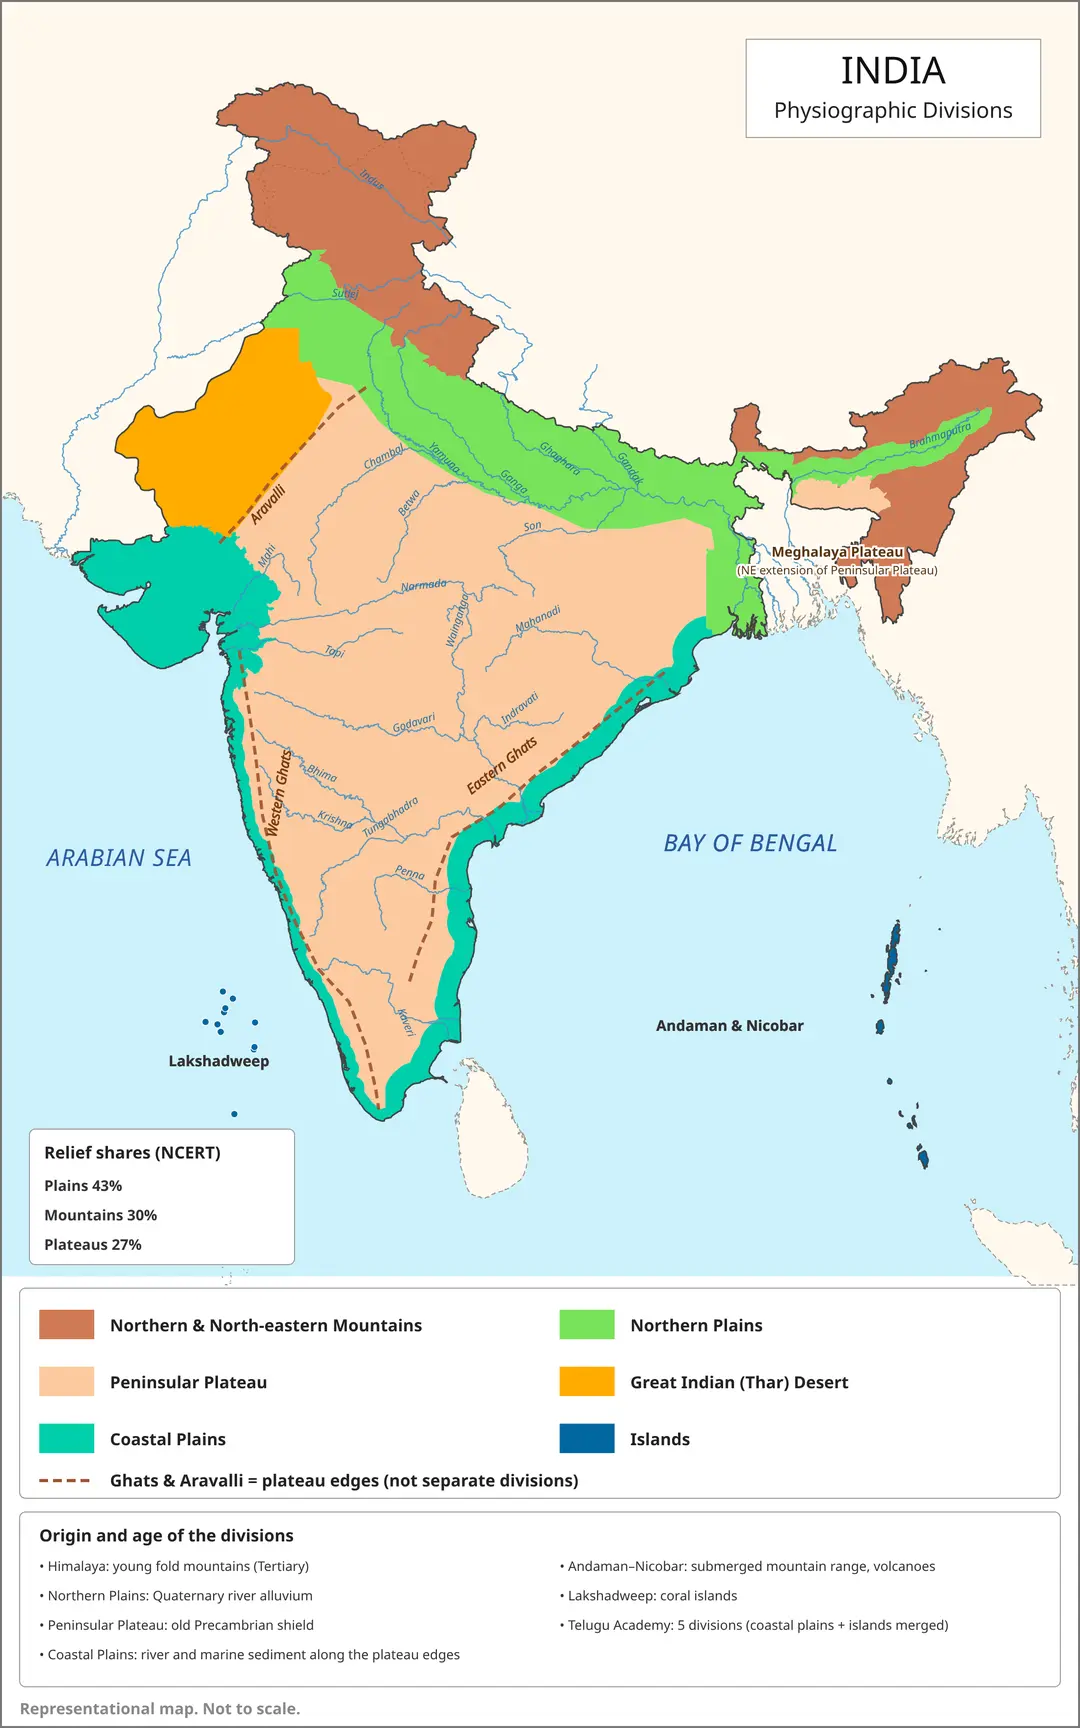 INDIA
Physiographic Divisions
Indus
Sutlej
Brahmaputra
Chambal
Yamuna
Ghaghara
Gandak
Ganga
Betwa
Aravalli
Son
Mahi
Meghalaya Plateau
(NE extension of Peninsular Plateau)
Narmada
Wainganga
Mahanadi
Tapi
Godavari
Indravati
Eastern Ghats
Western Ghats
Bhima
Krishna
Tungabhadra
ARABIAN SEA
BAY OF BENGAL
Penna
Kaveri
Andaman & Nicobar
Lakshadweep
Relief shares (NCERT)
Plains 43%
Mountains 30%
Plateaus 27%
Northern & North-eastern Mountains
Northern Plains
Peninsular Plateau
Great Indian (Thar) Desert
Coastal Plains
Islands
Ghats & Aravalli = plateau edges (not separate divisions)
Origin and age of the divisions
• Himalaya: young fold mountains (Tertiary)
• Northern Plains: Quaternary river alluvium
• Peninsular Plateau: old Precambrian shield
• Coastal Plains: river and marine sediment along the plateau edges
• Andaman–Nicobar: submerged mountain range, volcanoes
• Lakshadweep: coral islands
• Telugu Academy: 5 divisions (coastal plains + islands merged)
Representational map. Not to scale.